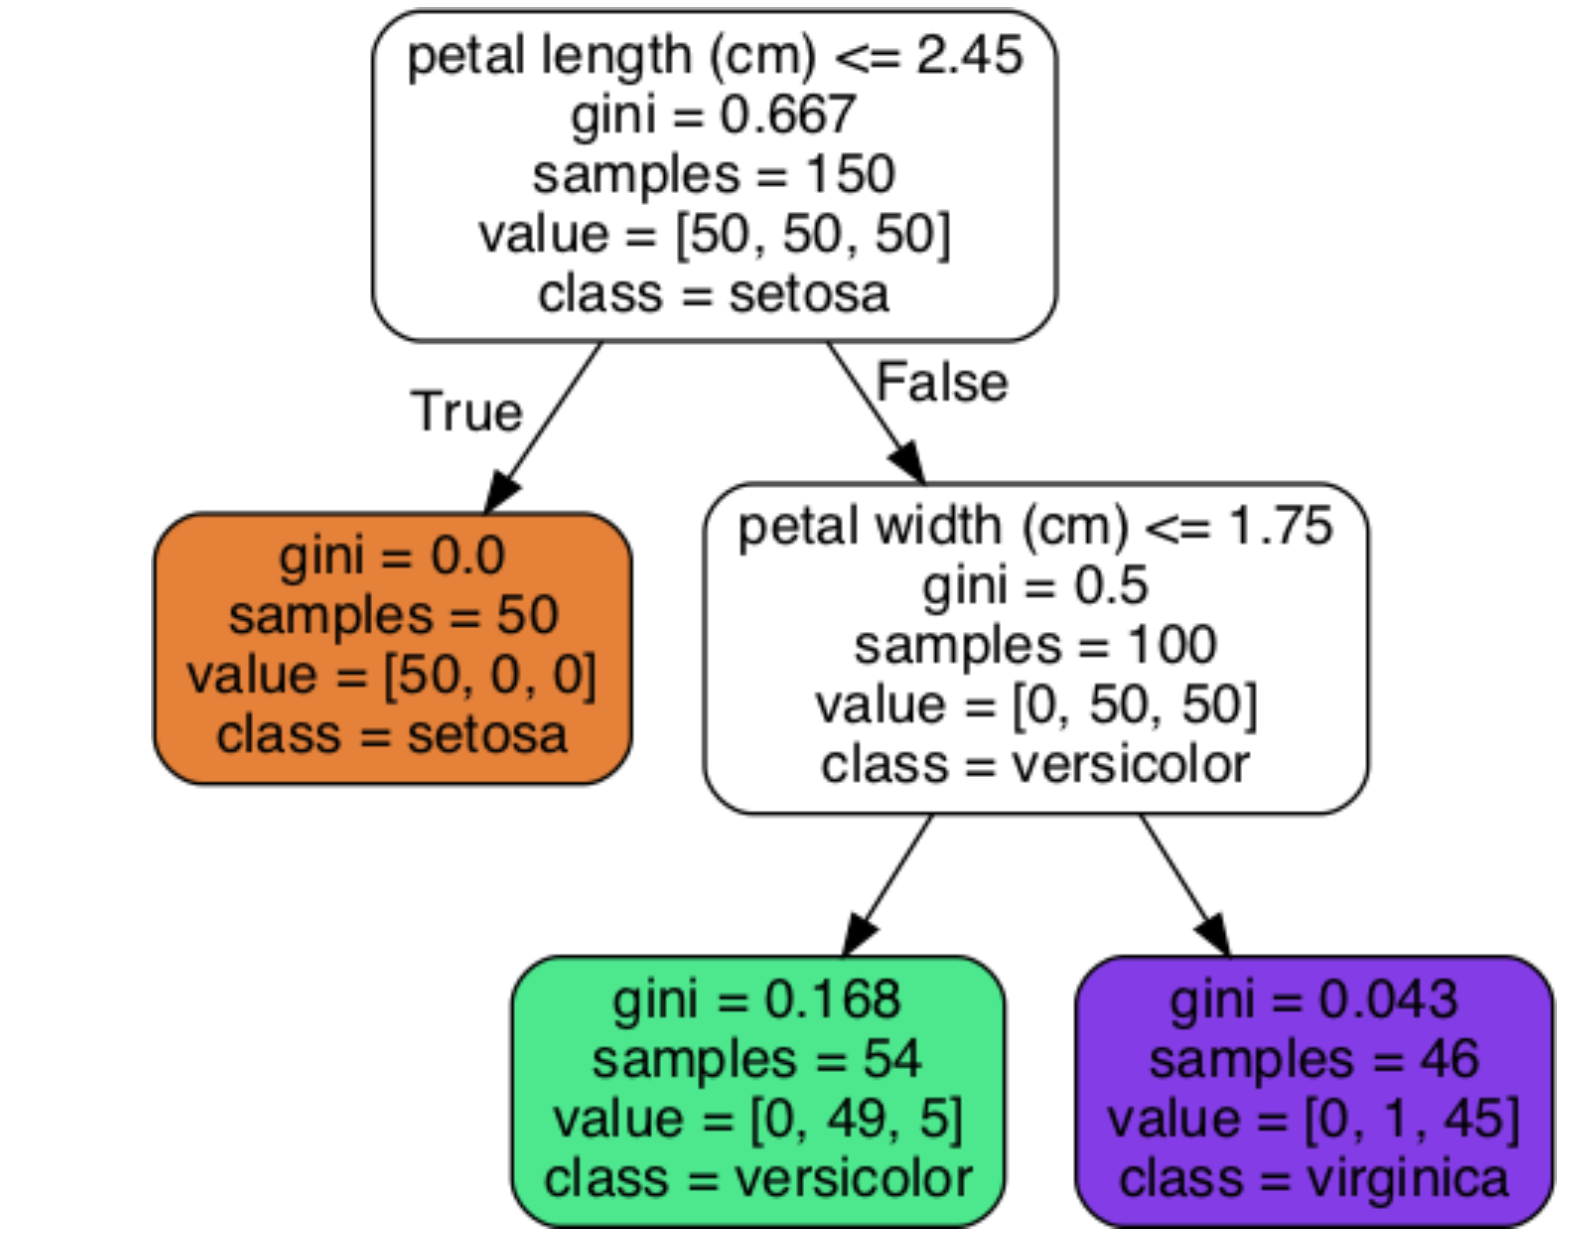 petal length (cm) <= 2.45
gini = 0.667
samples = 150
value = [50, 50, 50]
class = setosa
True
False
gini = 0.0
samples = 50
value = [50, 0, 0]
class = setosa
petal width (cm) <= 1.75
gini = 0.5
samples = 100
value = [0, 50, 50]
class = versicolor
gini = 0.168
samples = 54
value = [0, 49, 5]
class = versicolor
gini = 0.043
samples = 46
value = [0, 1, 45]
class = virginica